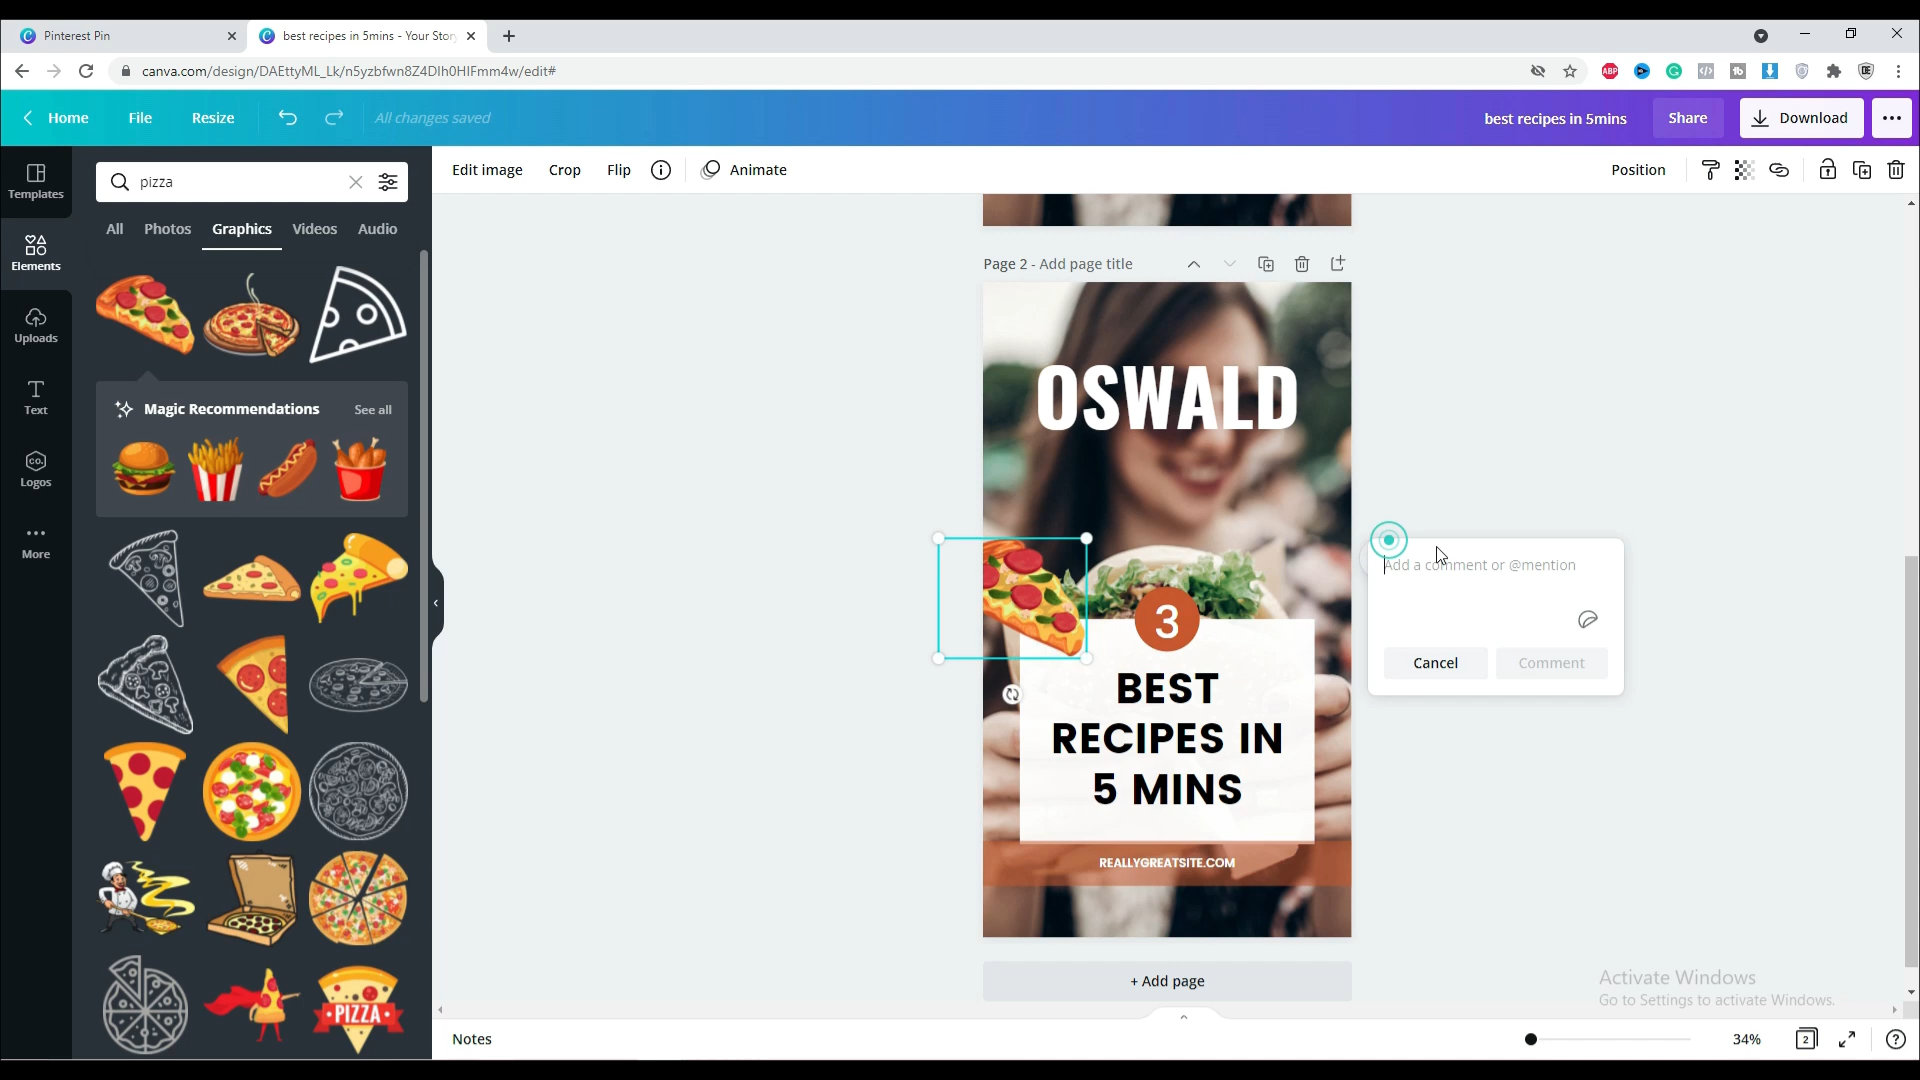 Pinterest Pin
best recipes in 5mins - Your Stor
canva.com/design/DAEttyML_Lk/n5yzbfwn8Z4DIh0HIFmm4w/edit#
ABP
Home
File
Resize
All changes saved
best recipes in 5mins
Share
Download
Templates
Elements
Uploads
Text
CO.
Logos
More
pizza
All
Photos
Graphics
Videos
Audio
Magic Recommendations
See all
PIZZA
Edit image
Crop
Flip
Animate
Position
Page 2 - Add page title
OSWALD
3
BEST
RECIPES IN
5 MINS
REALLYGREATSITE.COM
Add a comment or @mention
Cancel
Comment
+ Add page
Activate Windows
Go to Settings to activate Windows.
Notes
34%
2